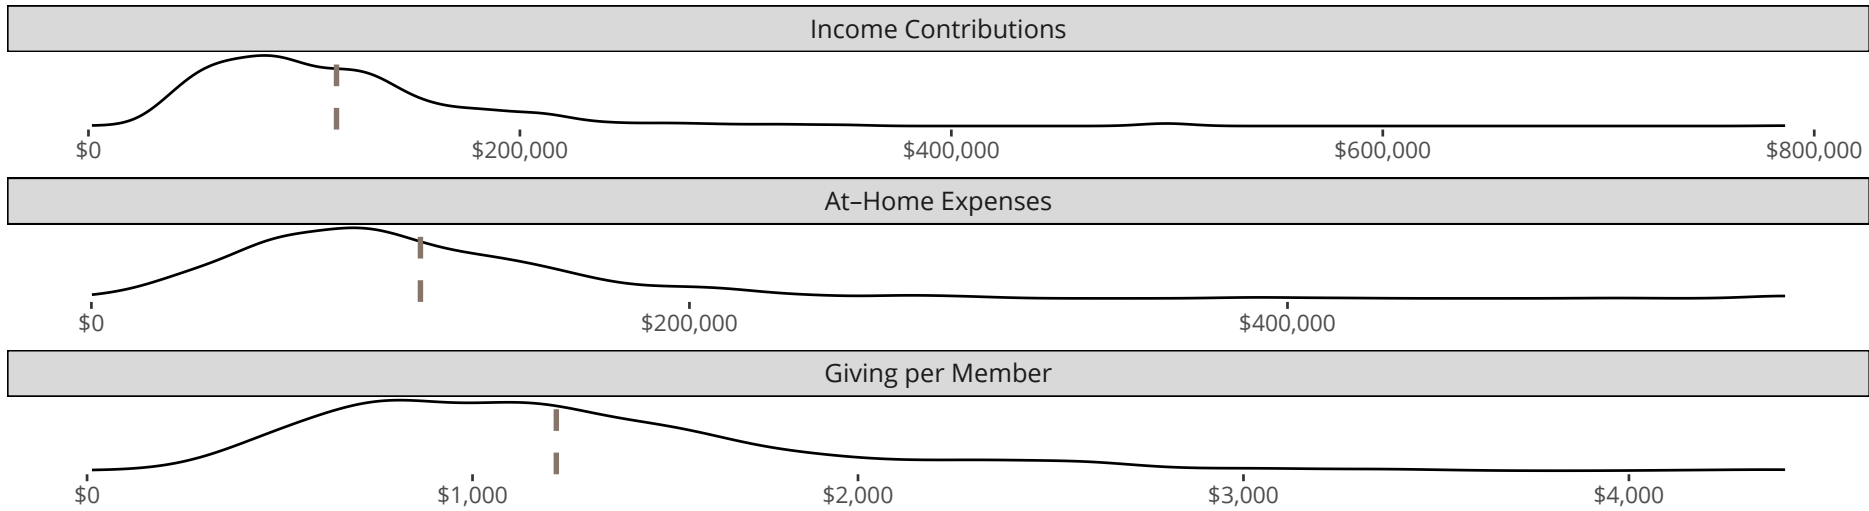 Income Contributions
$0 $200,000 $400,000 $600,000 $800,000
At–Home Expenses
$0 $200,000 $400,000
Giving per Member
$0 $1,000 $2,000 $3,000 $4,000